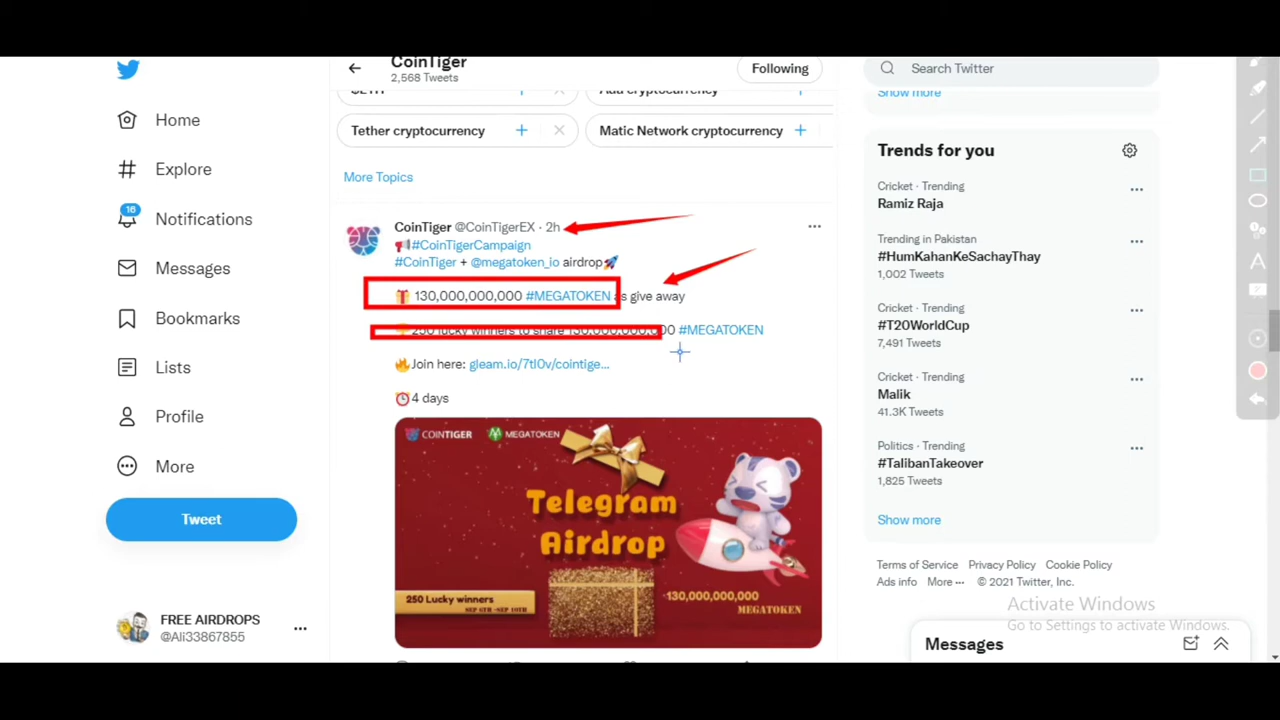 CoinTiger
2,568 Tweets
Following
Search Twitter
Show more
Home
Explore
16
Notifications
Messages
Bookmarks
Lists
Profile
More
Tweet
FREE AIRDROPS
@Ali33867855
Tether cryptocurrency
Matic Network cryptocurrency
More Topics
CoinTiger @CoinTigerEX · 2h
#CoinTigerCampaign
#CoinTiger + @megatoken_io airdrop
130,000,000,000 #MEGATOKEN as give away
250 lucky winners to share 130,000,000,000 #MEGATOKEN
Join here: gleam.io/7tI0v/cointige...
4 days
COINTIGER MEGATOKEN
Telegram
Airdrop
250 Lucky winners
SEP 6TH -SEP 10TH
130,000,000,000
MEGATOKEN
Trends for you
Cricket · Trending
Ramiz Raja
Trending in Pakistan
#HumKahanKeSachayThay
1,002 Tweets
Cricket · Trending
#T20WorldCup
7,491 Tweets
Cricket · Trending
Malik
41.3K Tweets
Politics · Trending
#TalibanTakeover
1,825 Tweets
Show more
Terms of Service Privacy Policy Cookie Policy
Ads info More ··· © 2021 Twitter, Inc.
Activate Windows
Go to Settings to activate Windows.
Messages